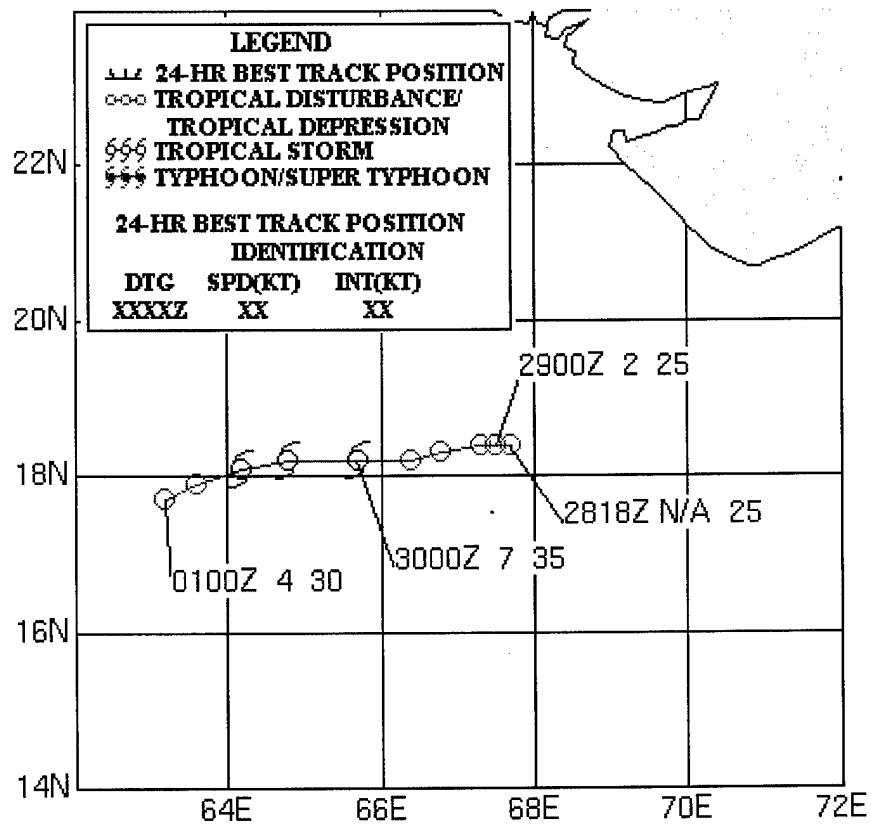 LEGEND
24-HR BEST TRACK POSITION
TROPICAL DISTURBANCE/
TROPICAL DEPRESSION
TROPICAL STORM
TYPHOON/SUPER TYPHOON
24-HR BEST TRACK POSITION
IDENTIFICATION
DTG SPD(KT) INT(KT)
XXXXZ XX XX
22N
20N
18N
16N
14N
2900Z 2 25
2818Z N/A 25
3000Z 7 35
0100Z 4 30
64E 66E 68E 70E 72E